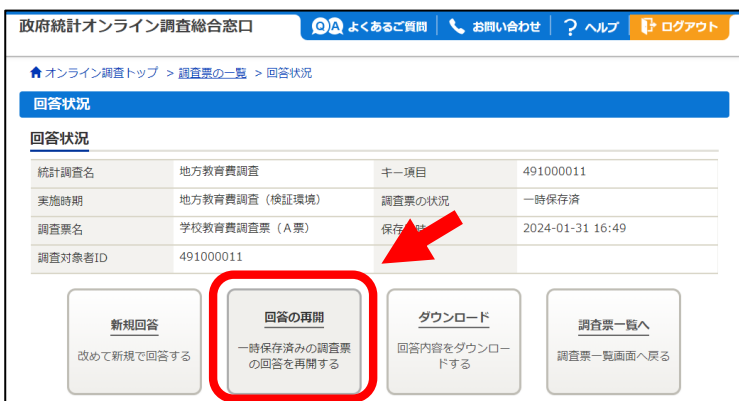 政府統計オンライン調査総合窓口 QA よくあるご質問 お問い合わせ ? ヘルプ ログアウト
オンライン調査トップ > 調査票の一覧 > 回答状況
回答状況
回答状況
統計調査名 地方教育費調査 キー項目 491000011
実施時期 地方教育費調査（検証環境） 調査票の状況 一時保存済
調査票名 学校教育費調査票（A票） 保存 2024-01-31 16:49
調査対象者ID 491000011
新規回答
改めて新規で回答する
回答の再開
一時保存済みの調査票
の回答を再開する
ダウンロード
回答内容をダウンロー
ドする
調査票一覧へ
調査票一覧画面へ戻る